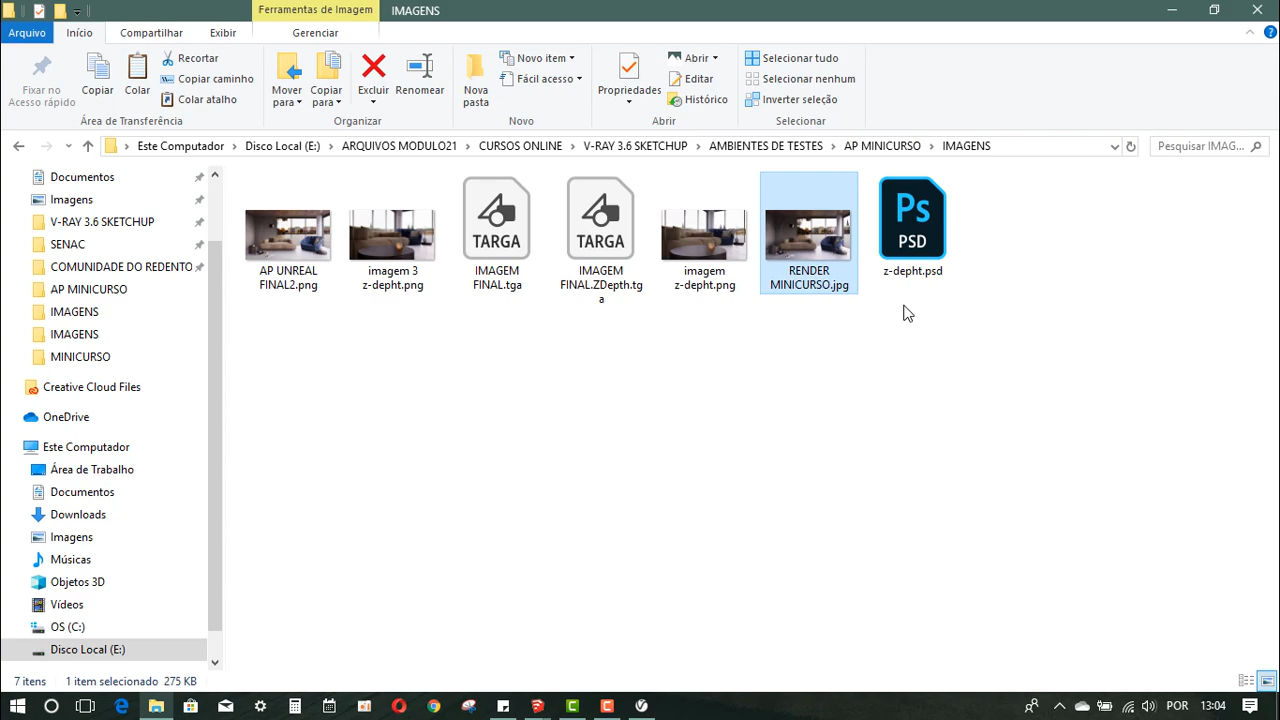 Ferramentas de Imagem
IMAGENS
Arquivo
Início
Compartilhar
Exibir
Gerenciar
Fixar no Acesso rápido
Copiar
Colar
Recortar
Copiar caminho
Colar atalho
Mover para
Copiar para
Excluir
Renomear
Nova pasta
Novo item
Fácil acesso
Propriedades
Abrir
Editar
Histórico
Selecionar tudo
Selecionar nenhum
Inverter seleção
Área de Transferência
Organizar
Novo
Abrir
Selecionar
Este Computador
Disco Local (E:)
ARQUIVOS MODULO21
CURSOS ONLINE
V-RAY 3.6 SKETCHUP
AMBIENTES DE TESTES
AP MINICURSO
IMAGENS
Pesquisar IMAG...
Documentos
Imagens
V-RAY 3.6 SKETCHUP
SENAC
COMUNIDADE DO REDENTO
AP MINICURSO
IMAGENS
IMAGENS
MINICURSO
Creative Cloud Files
OneDrive
Este Computador
Área de Trabalho
Documentos
Downloads
Imagens
Músicas
Objetos 3D
Vídeos
OS (C:)
Disco Local (E:)
AP UNREAL
FINAL2.png
imagem 3
z-depht.png
TARGA
IMAGEM
FINAL.tga
TARGA
IMAGEM
FINAL.ZDepth.tg
a
imagem
z-depht.png
RENDER
MINICURSO.jpg
Ps
PSD
z-depht.psd
7 itens
1 item selecionado 275 KB
POR
13:04